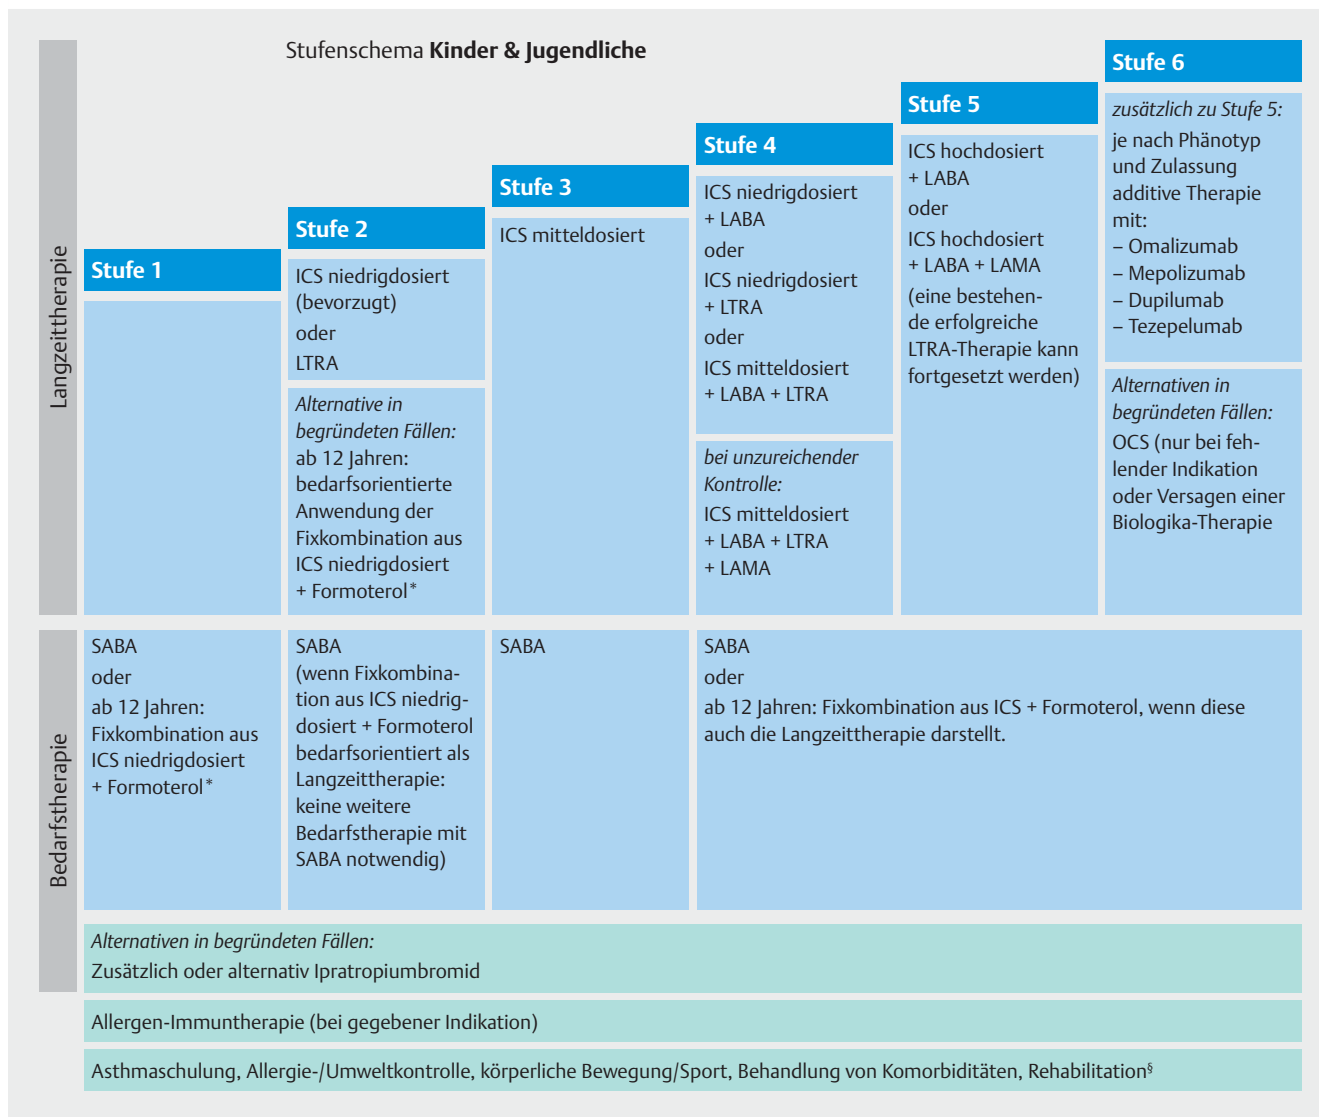 Stufenschema Kinder & Jugendliche
Langzeittherapie
Stufe 1
Stufe 2
ICS niedrigdosiert
(bevorzugt)
oder
LTRA
Alternative in
begründeten Fällen:
ab 12 Jahren:
bedarfsorientierte
Anwendung der
Fixkombination aus
ICS niedrigdosiert
+ Formoterol*
Stufe 3
ICS mitteldosiert
Stufe 4
ICS niedrigdosiert
+ LABA
oder
ICS niedrigdosiert
+ LTRA
oder
ICS mitteldosiert
+ LABA + LTRA
bei unzureichender
Kontrolle:
ICS mitteldosiert
+ LABA + LTRA
+ LAMA
Stufe 5
ICS hochdosiert
+ LABA
oder
ICS hochdosiert
+ LABA + LAMA
(eine bestehen-
de erfolgreiche
LTRA-Therapie kann
fortgesetzt werden)
Stufe 6
zusätzlich zu Stufe 5:
je nach Phänotyp
und Zulassung
additive Therapie
mit:
– Omalizumab
– Mepolizumab
– Dupilumab
– Tezepelumab
Alternativen in
begründeten Fällen:
OCS (nur bei feh-
lender Indikation
oder Versagen einer
Biologika-Therapie
Bedarfstherapie
SABA
oder
ab 12 Jahren:
Fixkombination aus
ICS niedrigdosiert
+ Formoterol*
SABA
(wenn Fixkombina-
tion aus ICS niedrig-
dosiert + Formoterol
bedarfsorientiert als
Langzeittherapie:
keine weitere
Bedarfstherapie mit
SABA notwendig)
SABA
SABA
oder
ab 12 Jahren: Fixkombination aus ICS + Formoterol, wenn diese
auch die Langzeittherapie darstellt.
Alternativen in begründeten Fällen:
Zusätzlich oder alternativ Ipratropiumbromid
Allergen-Immuntherapie (bei gegebener Indikation)
Asthmaschulung, Allergie-/Umweltkontrolle, körperliche Bewegung/Sport, Behandlung von Komorbiditäten, Rehabilitation§